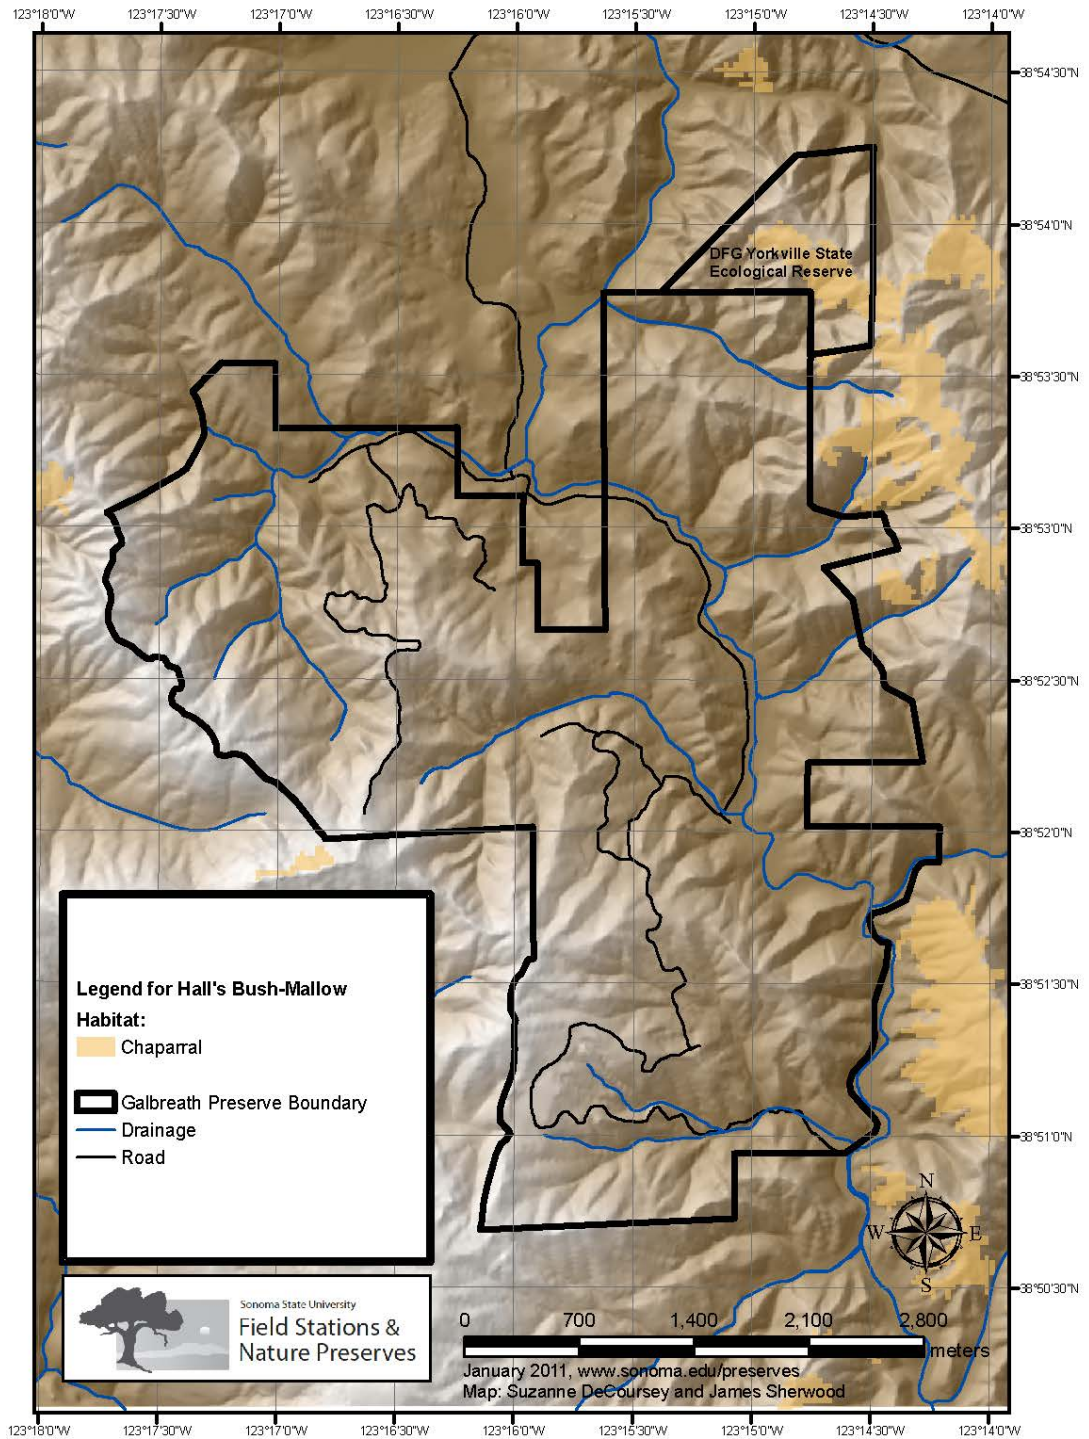 123°18'0"W 123°17'30"W 123°17'0"W 123°16'30"W 123°16'0"W 123°15'30"W 123°15'0"W 123°14'30"W 123°14'0"W
38°54'30"N
38°54'0"N
DFG Yorkville State
Ecological Reserve
38°53'30"N
38°53'0"N
38°52'30"N
38°52'0"N
38°51'30"N
38°51'0"N
38°50'30"N
Legend for Hall's Bush-Mallow
Habitat:
Chaparral
Galbreath Preserve Boundary
Drainage
Road
N
W E
S
Sonoma State University
Field Stations &
Nature Preserves
0 700 1,400 2,100 2,800
meters
January 2011, www.sonoma.edu/preserves
Map: Suzanne DeCoursey and James Sherwood
123°18'0"W 123°17'30"W 123°17'0"W 123°16'30"W 123°16'0"W 123°15'30"W 123°15'0"W 123°14'30"W 123°14'0"W